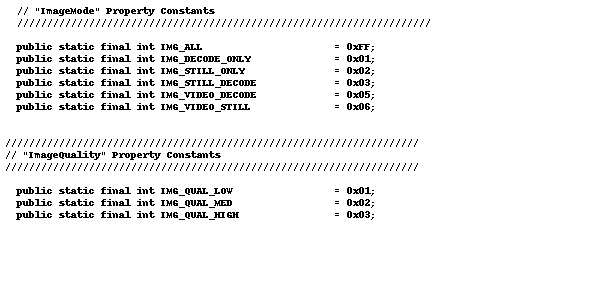 // "ImageMode" Property Constants
/////////////////////////////////////////////////////////////////////
public static final int IMG_ALL = 0xFF;
public static final int IMG_DECODE_ONLY = 0x01;
public static final int IMG_STILL_ONLY = 0x02;
public static final int IMG_STILL_DECODE = 0x03;
public static final int IMG_VIDEO_DECODE = 0x05;
public static final int IMG_VIDEO_STILL = 0x06;
/////////////////////////////////////////////////////////////////////
// "ImageQuality" Property Constants
/////////////////////////////////////////////////////////////////////
public static final int IMG_QUAL_LOW = 0x01;
public static final int IMG_QUAL_MED = 0x02;
public static final int IMG_QUAL_HIGH = 0x03;